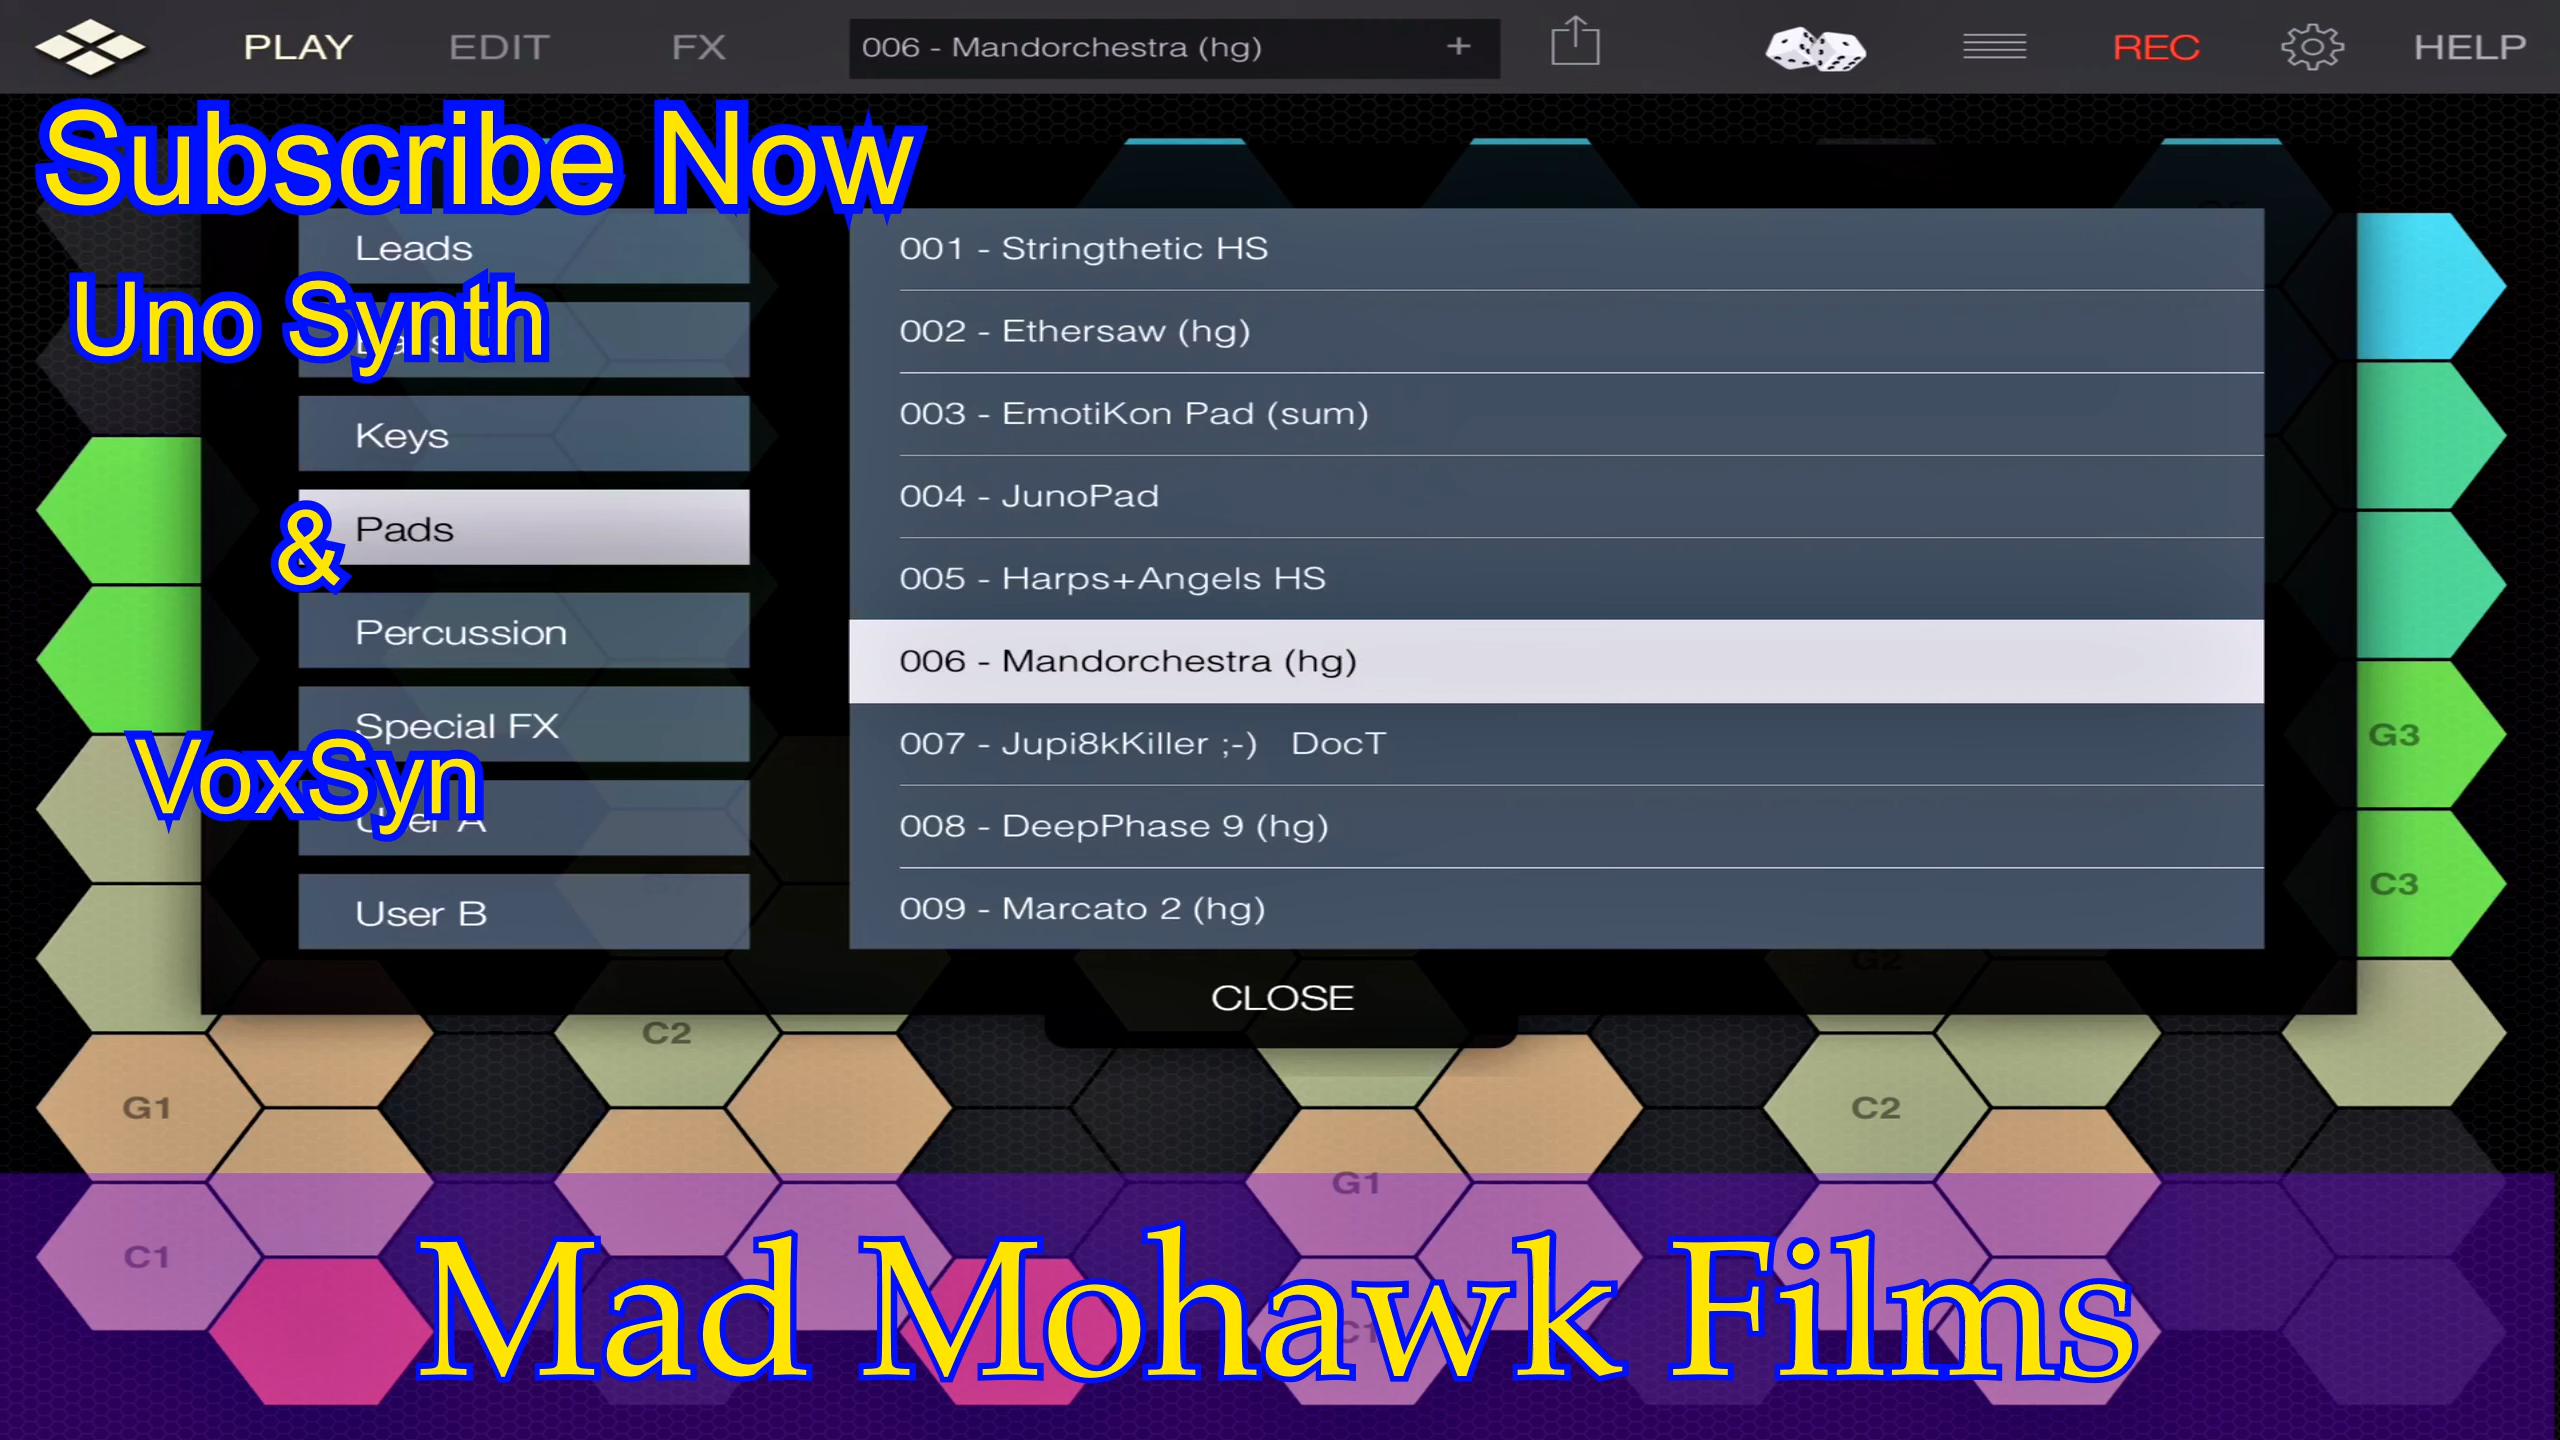 PLAY EDIT FX 006 - Mandorchestra (hg) + REC HELP
Subscribe Now
Leads
Uno Synth
Keys
& Pads
Percussion
Special FX
VoxSyn
User A
User B
001 - Stringthetic HS
002 - Ethersaw (hg)
003 - EmotiKon Pad (sum)
004 - JunoPad
005 - Harps+Angels HS
006 - Mandorchestra (hg)
007 - Jupi8kKiller ;-) DocT
008 - DeepPhase 9 (hg)
009 - Marcato 2 (hg)
G3
C3
G2
CLOSE
C2
G1
C2
G1
C1
C1
Mad Mohawk Films